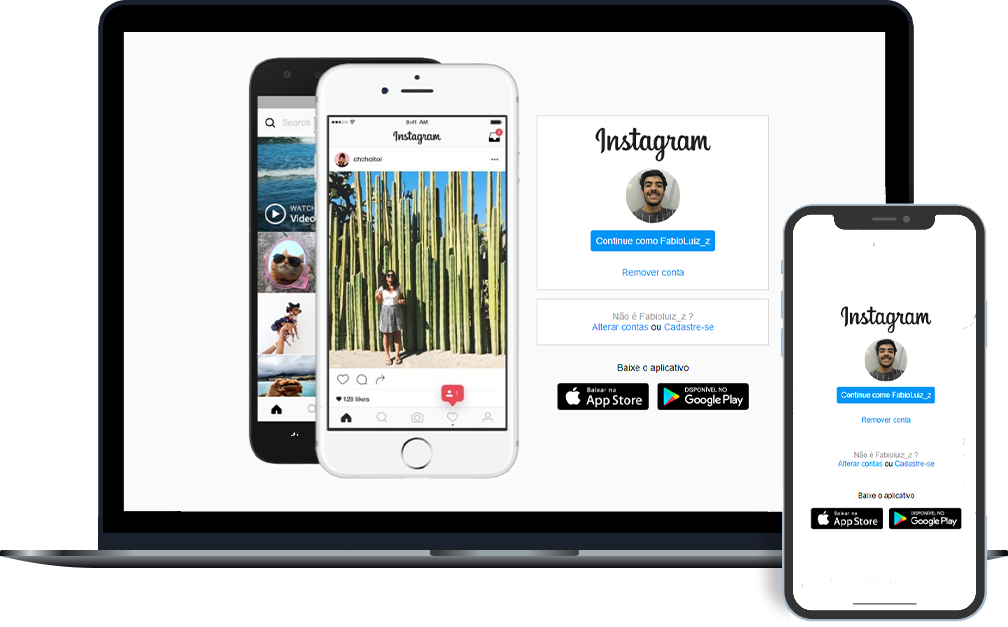 Search
WATCH
Video
9:41 AM
Instagram
2
chchoitoi
128 likes
1
Instagram
Continue como FabioLuiz_z
Remover conta
Não é Fabioluiz_z ?
Alterar contas ou Cadastre-se
Baixe o aplicativo
Baixar na
App Store
DISPONÍVEL NO
Google Play
Instagram
Continue como FabioLuiz_z
Remover conta
Não é Fabioluiz_z ?
Alterar contas ou Cadastre-se
Baixe o aplicativo
Baixar na
App Store
DISPONÍVEL NO
Google Play